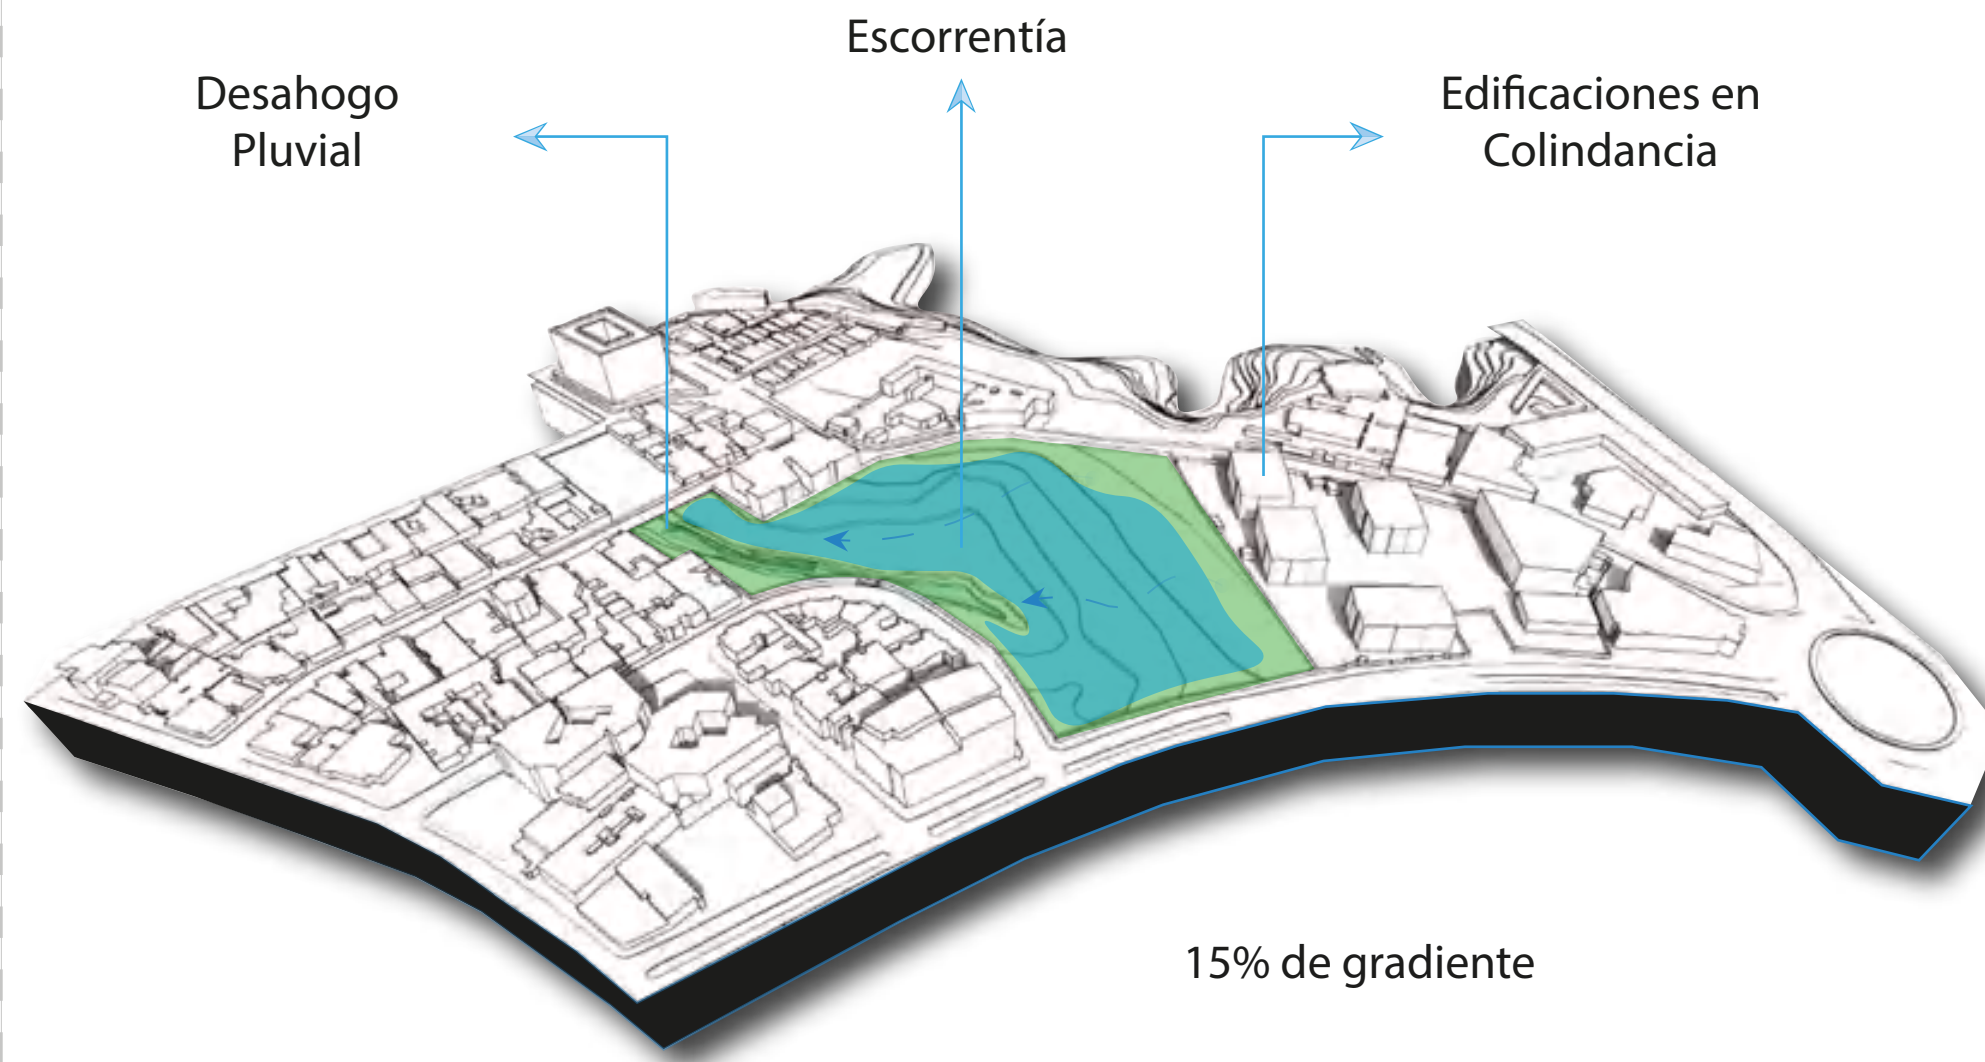 Escorrentía
Desahogo
Pluvial
Edificaciones en
Colindancia
15% de gradiente